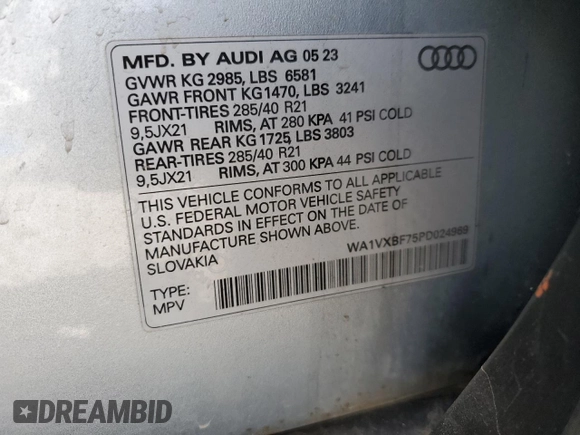 MFD. BY AUDI AG 05 23
GVWR KG 2985, LBS 6581
GAWR FRONT KG1470, LBS 3241
FRONT-TIRES 285/40 R21
9,5JX21 RIMS, AT 280 KPA 41 PSI COLD
GAWR REAR KG 1725, LBS 3803
REAR-TIRES 285/40 R21
9,5JX21 RIMS, AT 300 KPA 44 PSI COLD
THIS VEHICLE CONFORMS TO ALL APPLICABLE
U.S. FEDERAL MOTOR VEHICLE SAFETY
STANDARDS IN EFFECT ON THE DATE OF
MANUFACTURE SHOWN ABOVE.
SLOVAKIA
WA1VXBF75PD024989
TYPE:
MPV
DREAMBID